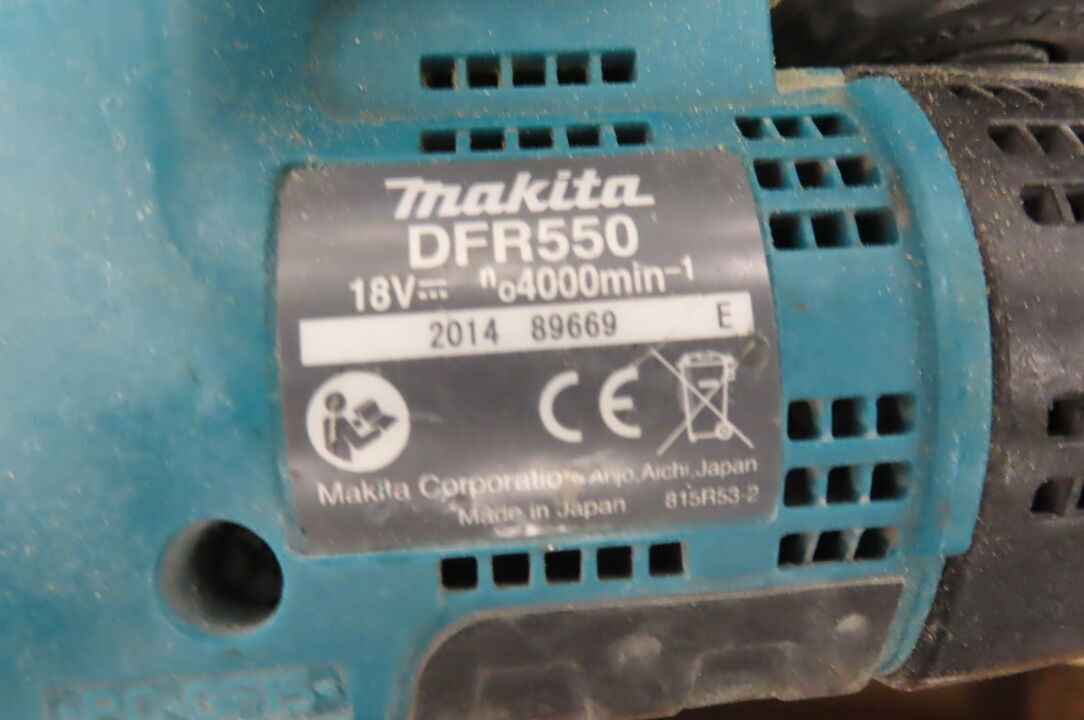 makita
DFR550
18V⎓ n₀4000min⁻¹
2014 89669 E
CE
Makita Corporation Anjo,Aichi,Japan
Made in Japan 815R53-2